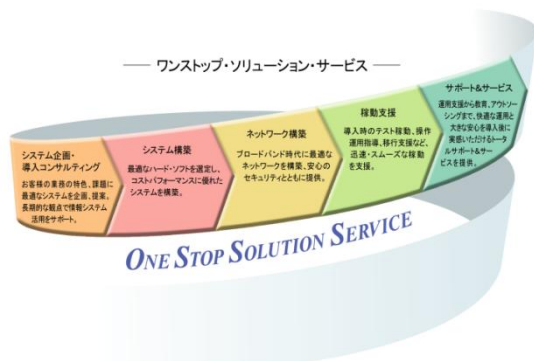 ワンストップ・ソリューション・サービス
システム企画・
導入コンサルティング
お客様の業務の特色、課題に
最適なシステムを企画、提案。
長期的な観点で情報システム
活用をサポート。
システム構築
最適なハード・ソフトを選定し、
コストパフォーマンスに優れた
システムを構築。
ネットワーク構築
ブロードバンド時代に最適な
ネットワークを構築、安心の
セキュリティとともに提供。
稼動支援
導入時のテスト稼動、操作
運用指導、移行支援など、
迅速・スムーズな稼動
を支援。
サポート&サービス
運用支援から教育、アウトソー
シングまで、快適な運用と
大きな安心を導入後に
実感いただけるトータ
ルサポート&サー
ビスを提供。
ONE STOP SOLUTION SERVICE